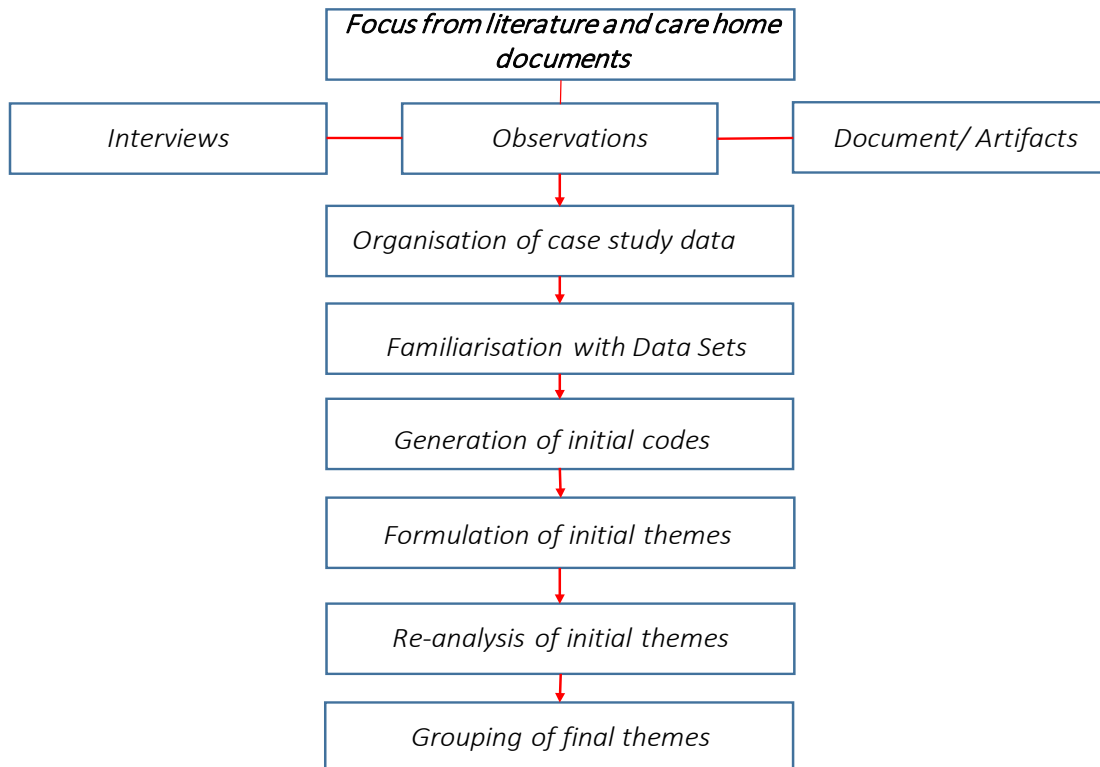 Focus from literature and care home
documents
Interviews
Observations
Document/ Artifacts
Organisation of case study data
Familiarisation with Data Sets
Generation of initial codes
Formulation of initial themes
Re-analysis of initial themes
Grouping of final themes